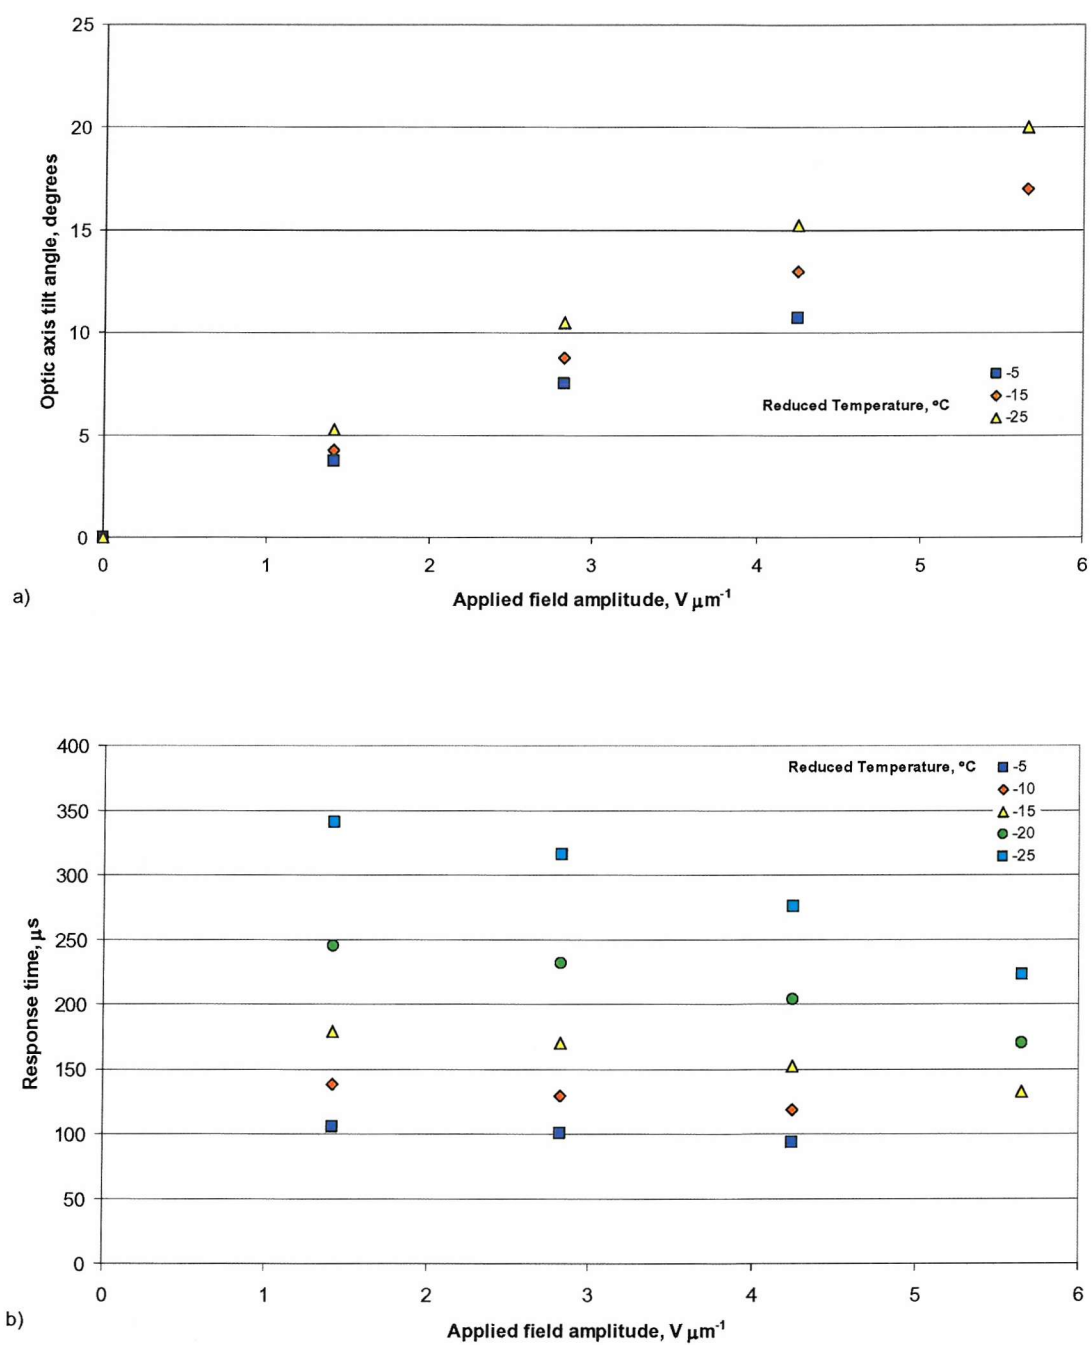 25
20
15
10
5
0
Optic axis tilt angle, degrees
Reduced Temperature, ºC
-5
-15
-25
0 1 2 3 4 5 6
Applied field amplitude, V μm-1
a)
400
350
300
250
200
150
100
50
0
Response time, μs
Reduced Temperature, ºC
-5
-10
-15
-20
-25
0 1 2 3 4 5 6
Applied field amplitude, V μm-1
b)